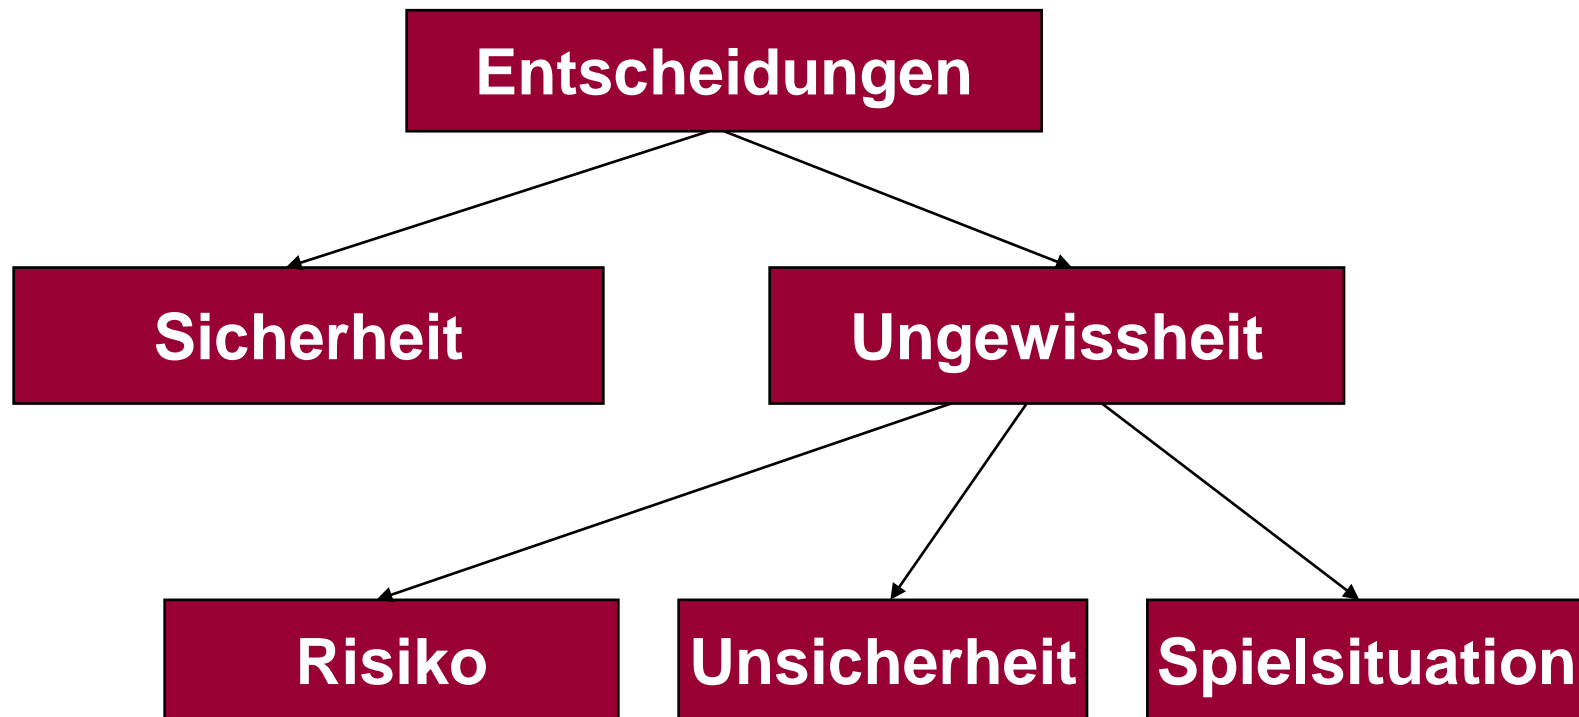 Entscheidungen
Sicherheit
Ungewissheit
Risiko
Unsicherheit
Spielsituation